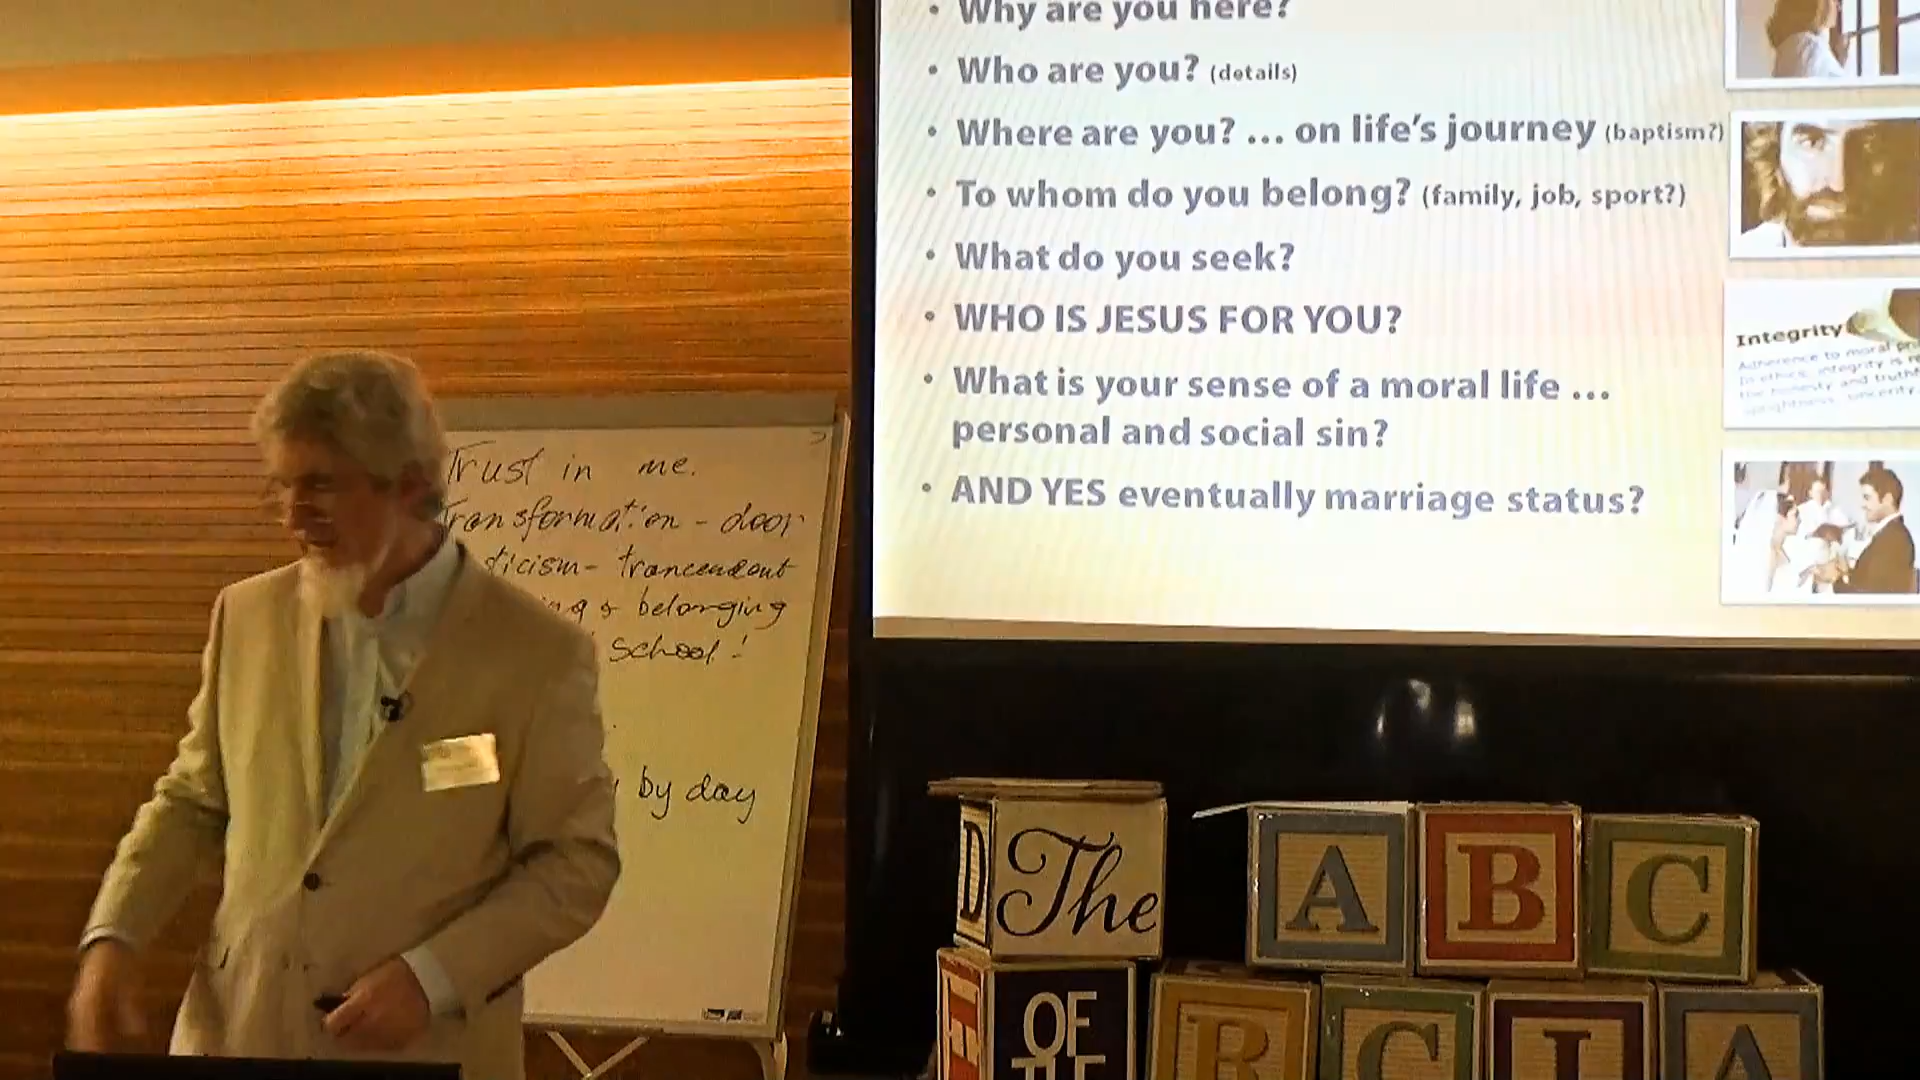 • Why are you here?
• Who are you? (details)
• Where are you? ... on life's journey (baptism?)
• To whom do you belong? (family, job, sport?)
• What do you seek?
• WHO IS JESUS FOR YOU?
• What is your sense of a moral life ...
personal and social sin?
• AND YES eventually marriage status?
Integrity
Trust in me.
Transformation - door
ticism- trancendent
ing & belonging
school!
by day
D The
A B C
OF
THE
R C I A